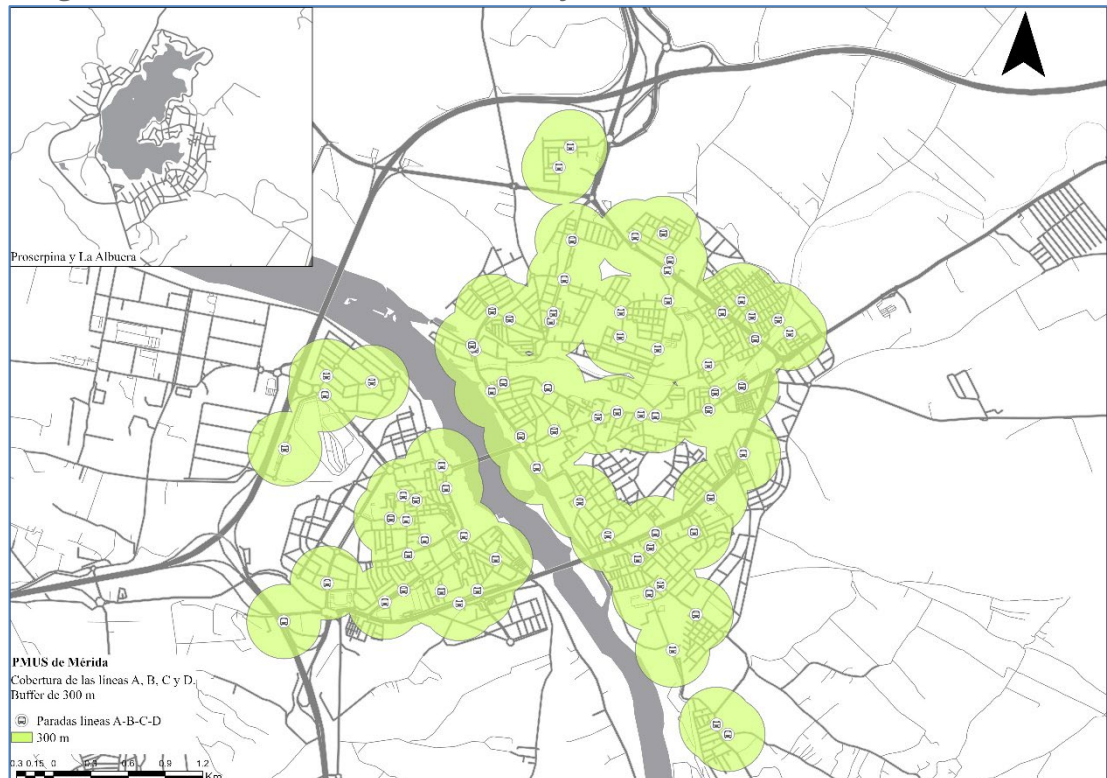 Proserpina y La Albuera
PMUS de Mérida
Cobertura de las líneas A, B, C y D.
Buffer de 300 m
Paradas lineas A-B-C-D
300 m
0.3 0.15 0 0.3 0.6 0.9 1.2
Km